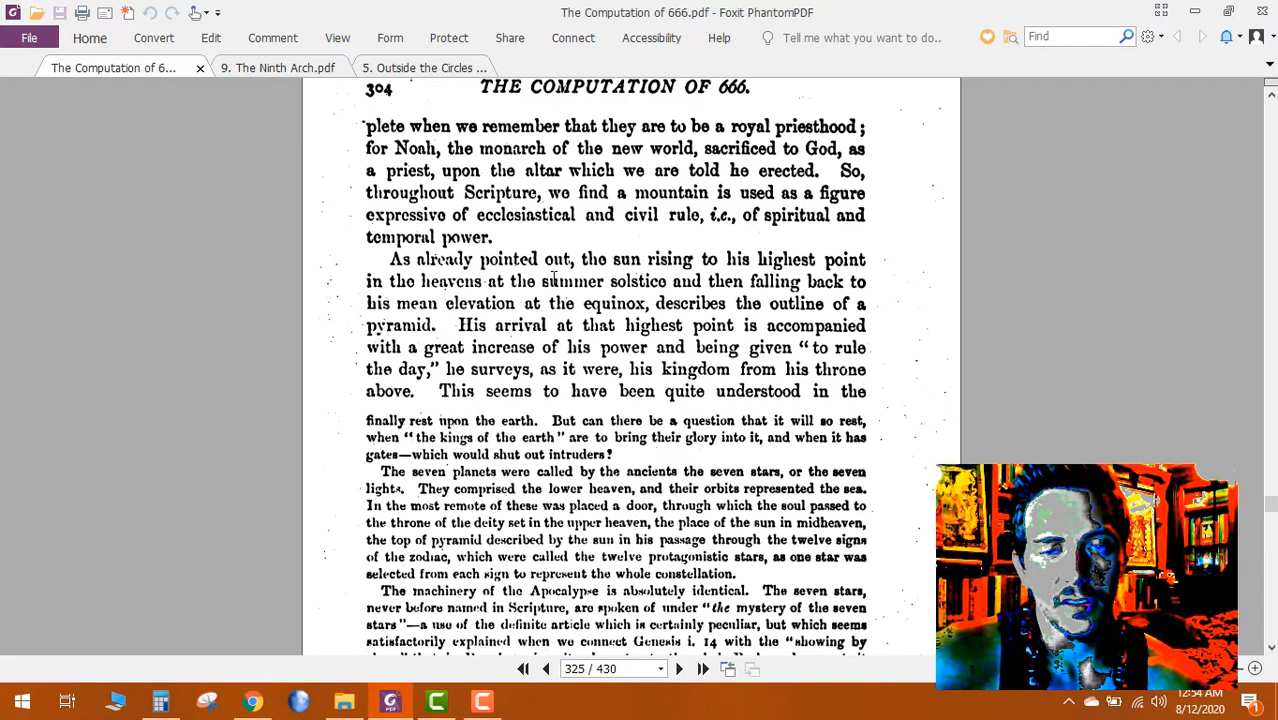 The Computation of 666.pdf - Foxit PhantomPDF
File Home Convert Edit Comment View Form Protect Share Connect Accessibility Help Tell me what you want to do... Find
The Computation of 6... 9. The Ninth Arch.pdf 5. Outside the Circles ...
304 THE COMPUTATION OF 666.
plete when we remember that they are to be a royal priesthood;
for Noah, the monarch of the new world, sacrificed to God, as
a priest, upon the altar which we are told he erected. So,
throughout Scripture, we find a mountain is used as a figure
expressive of ecclesiastical and civil rule, i.e., of spiritual and
temporal power.
As already pointed out, the sun rising to his highest point
in the heavens at the summer solstice and then falling back to
his mean elevation at the equinox, describes the outline of a
pyramid. His arrival at that highest point is accompanied
with a great increase of his power and being given "to rule
the day," he surveys, as it were, his kingdom from his throne
above. This seems to have been quite understood in the
finally rest upon the earth. But can there be a question that it will so rest,
when "the kings of the earth" are to bring their glory into it, and when it has
gates—which would shut out intruders?
The seven planets were called by the ancients the seven stars, or the seven
lights. They comprised the lower heaven, and their orbits represented the sea.
In the most remote of these was placed a door, through which the soul passed to
the throne of the deity set in the upper heaven, the place of the sun in midheaven,
the top of pyramid described by the sun in his passage through the twelve signs
of the zodiac, which were called the twelve protagonistic stars, as one star was
selected from each sign to represent the whole constellation.
The machinery of the Apocalypse is absolutely identical. The seven stars,
never before named in Scripture, are spoken of under "the mystery of the seven
stars"—a use of the definite article which is certainly peculiar, but which seems
satisfactorily explained when we connect Genesis i. 14 with the "showing by
325 / 430
12:54 AM
8/12/2020